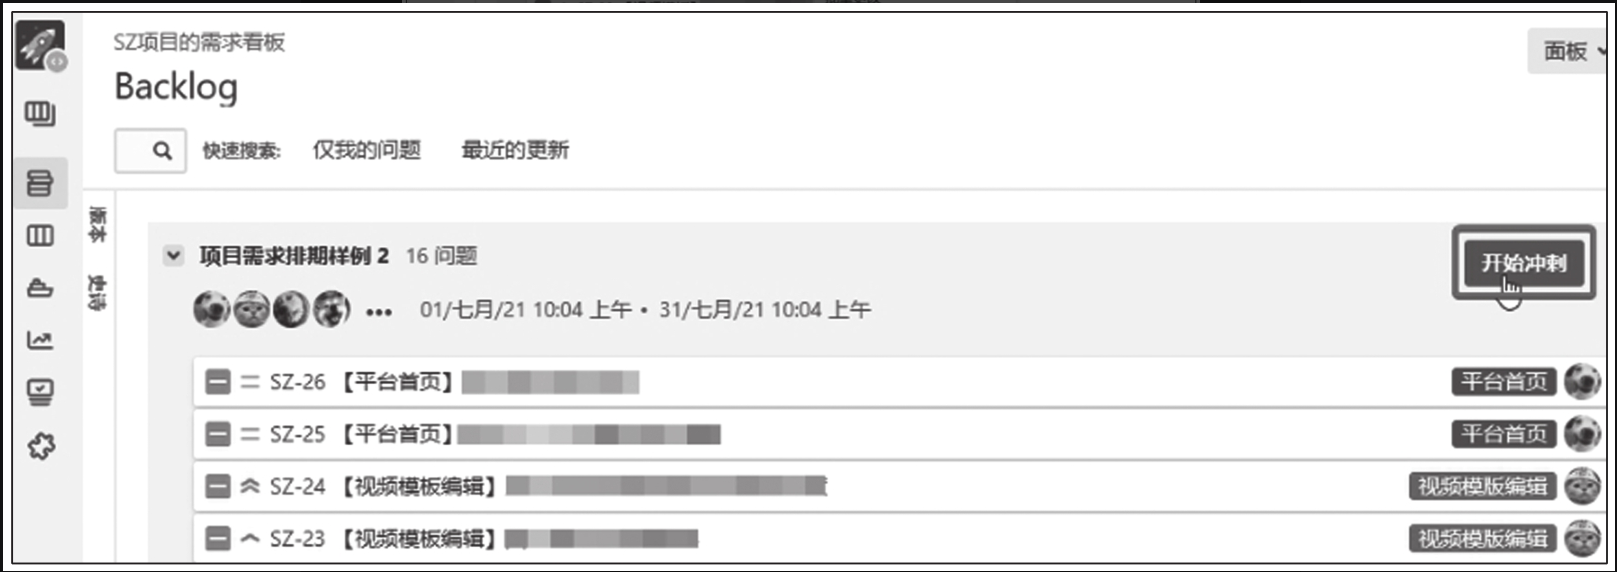 SZ项目的需求看板
面板
Backlog
快速搜索: 仅我的问题 最近的更新
版本
史诗
项目需求排期样例 2 16 问题
开始冲刺
••• 01/七月/21 10:04 上午 • 31/七月/21 10:04 上午
SZ-26 【平台首页】 平台首页
SZ-25 【平台首页】 平台首页
SZ-24 【视频模板编辑】 视频模版编辑
SZ-23 【视频模板编辑】 视频模版编辑